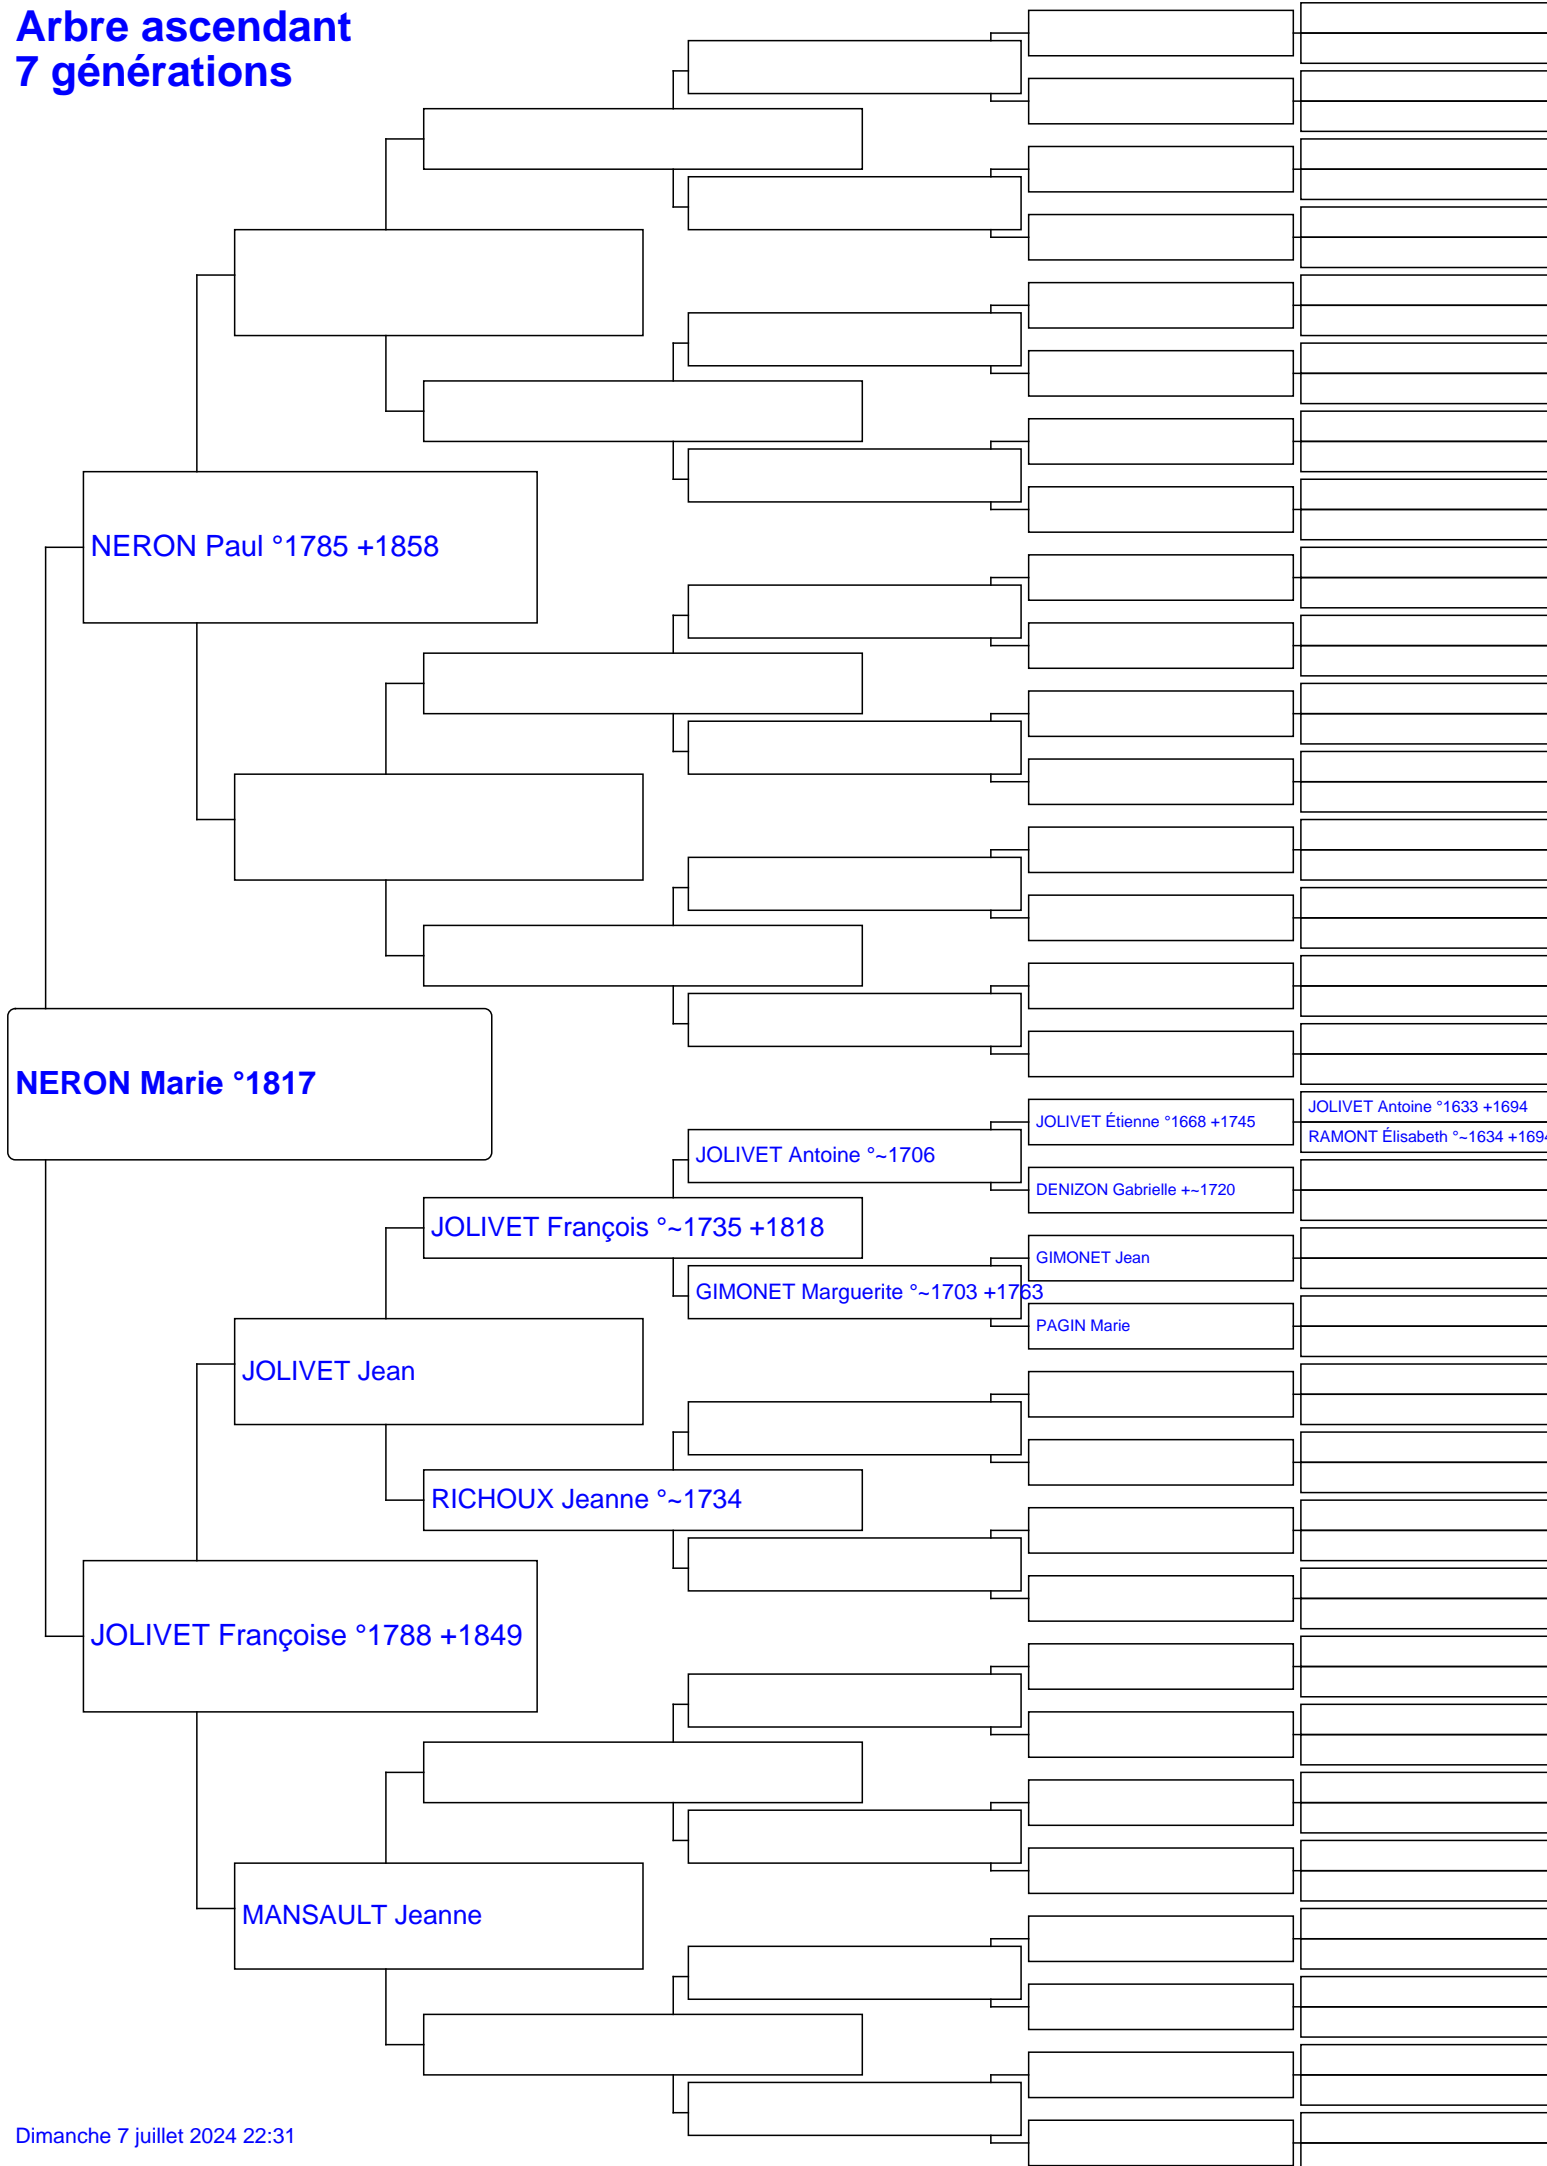 Arbre ascendant
7 générations
NERON Paul °1785 +1858
NERON Marie °1817
JOLIVET Antoine °1633 +1694
JOLIVET Étienne °1668 +1745
RAMONT Élisabeth °~1634 +1694
JOLIVET Antoine °~1706
DENIZON Gabrielle +~1720
JOLIVET François °~1735 +1818
GIMONET Jean
GIMONET Marguerite °~1703 +1763
PAGIN Marie
JOLIVET Jean
RICHOUX Jeanne °~1734
JOLIVET Françoise °1788 +1849
MANSAULT Jeanne
Dimanche 7 juillet 2024 22:31